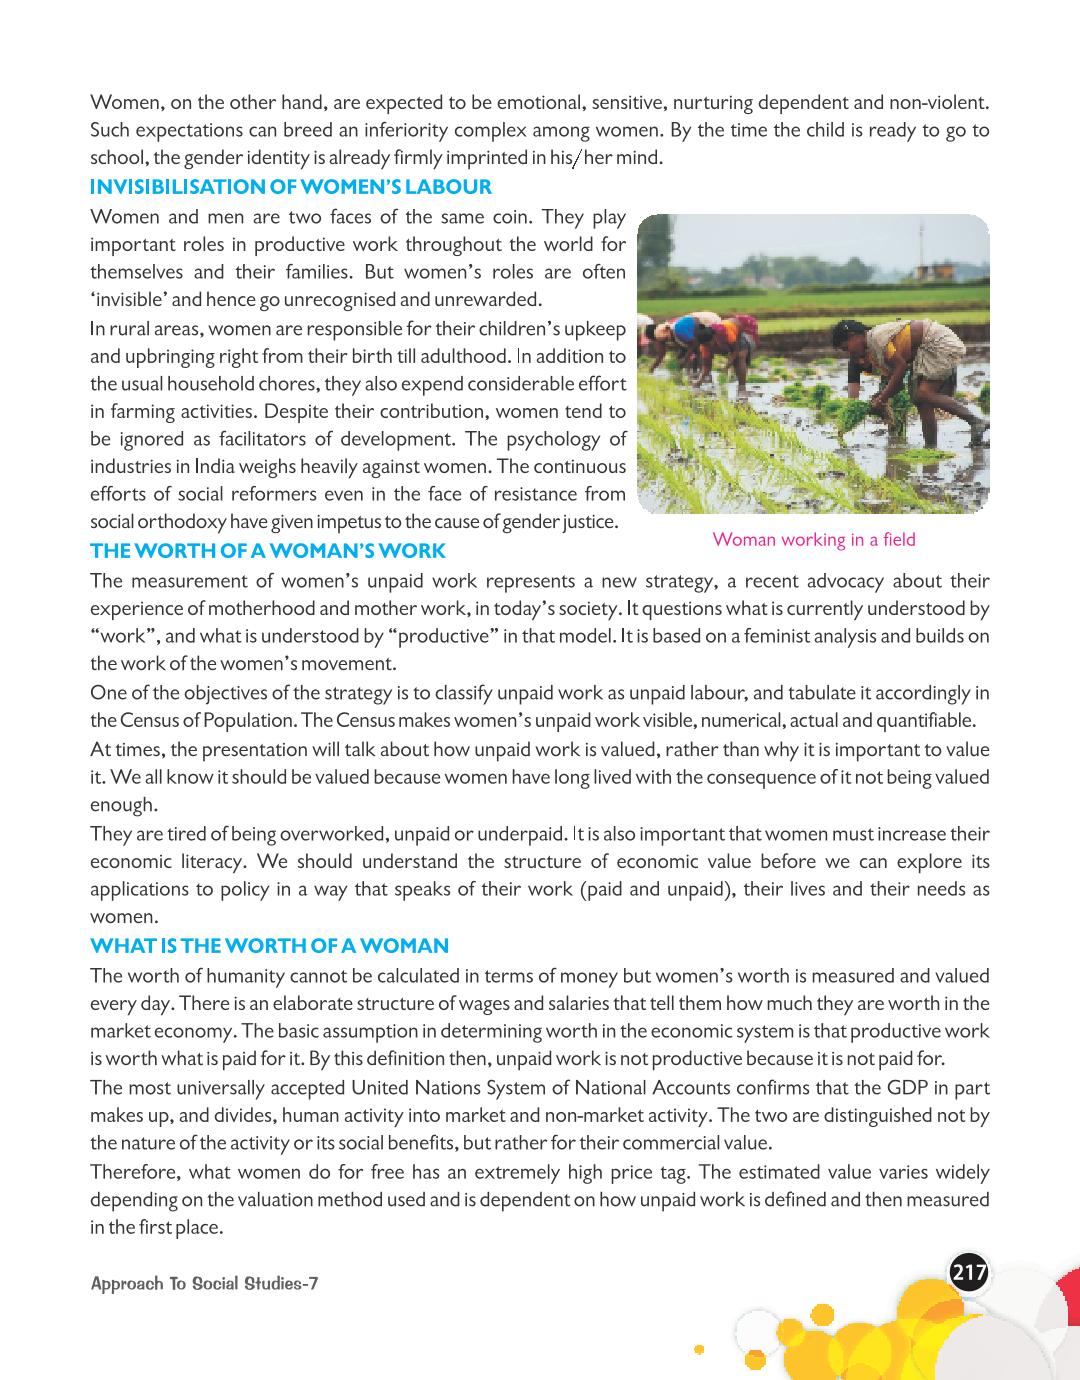 Women, on the other hand, are expected to be emotional, sensitive, nurturing dependent and non-violent.
Such expectations can breed an inferiority complex among women. By the time the child is ready to go to
school, the gender identity is already firmly imprinted in his/her mind.
INVISIBILISATION OF WOMEN'S LABOUR
Women and men are two faces of the same coin. They play
important roles in productive work throughout the world for
themselves and their families. But women's roles are often
'invisible' and hence go unrecognised and unrewarded.
In rural areas, women are responsible for their children's upkeep
and upbringing right from their birth till adulthood. In addition to
the usual household chores, they also expend considerable effort
in farming activities. Despite their contribution, women tend to
be ignored as facilitators of development. The psychology of
industries in India weighs heavily against women. The continuous
efforts of social reformers even in the face of resistance from
social orthodoxy have given impetus to the cause of gender justice.
Woman working in a field
THE WORTH OF A WOMAN'S WORK
The measurement of women's unpaid work represents a new strategy, a recent advocacy about their
experience of motherhood and mother work, in today's society. It questions what is currently understood by
"work", and what is understood by "productive" in that model. It is based on a feminist analysis and builds on
the work of the women's movement.
One of the objectives of the strategy is to classify unpaid work as unpaid labour, and tabulate it accordingly in
the Census of Population. The Census makes women's unpaid work visible, numerical, actual and quantifiable.
At times, the presentation will talk about how unpaid work is valued, rather than why it is important to value
it. We all know it should be valued because women have long lived with the consequence of it not being valued
enough.
They are tired of being overworked, unpaid or underpaid. It is also important that women must increase their
economic literacy. We should understand the structure of economic value before we can explore its
applications to policy in a way that speaks of their work (paid and unpaid), their lives and their needs as
women.
WHAT IS THE WORTH OF A WOMAN
The worth of humanity cannot be calculated in terms of money but women's worth is measured and valued
every day. There is an elaborate structure of wages and salaries that tell them how much they are worth in the
market economy. The basic assumption in determining worth in the economic system is that productive work
is worth what is paid for it. By this definition then, unpaid work is not productive because it is not paid for.
The most universally accepted United Nations System of National Accounts confirms that the GDP in part
makes up, and divides, human activity into market and non-market activity. The two are distinguished not by
the nature of the activity or its social benefits, but rather for their commercial value.
Therefore, what women do for free has an extremely high price tag. The estimated value varies widely
depending on the valuation method used and is dependent on how unpaid work is defined and then measured
in the first place.
Approach To Social Studies-7
217